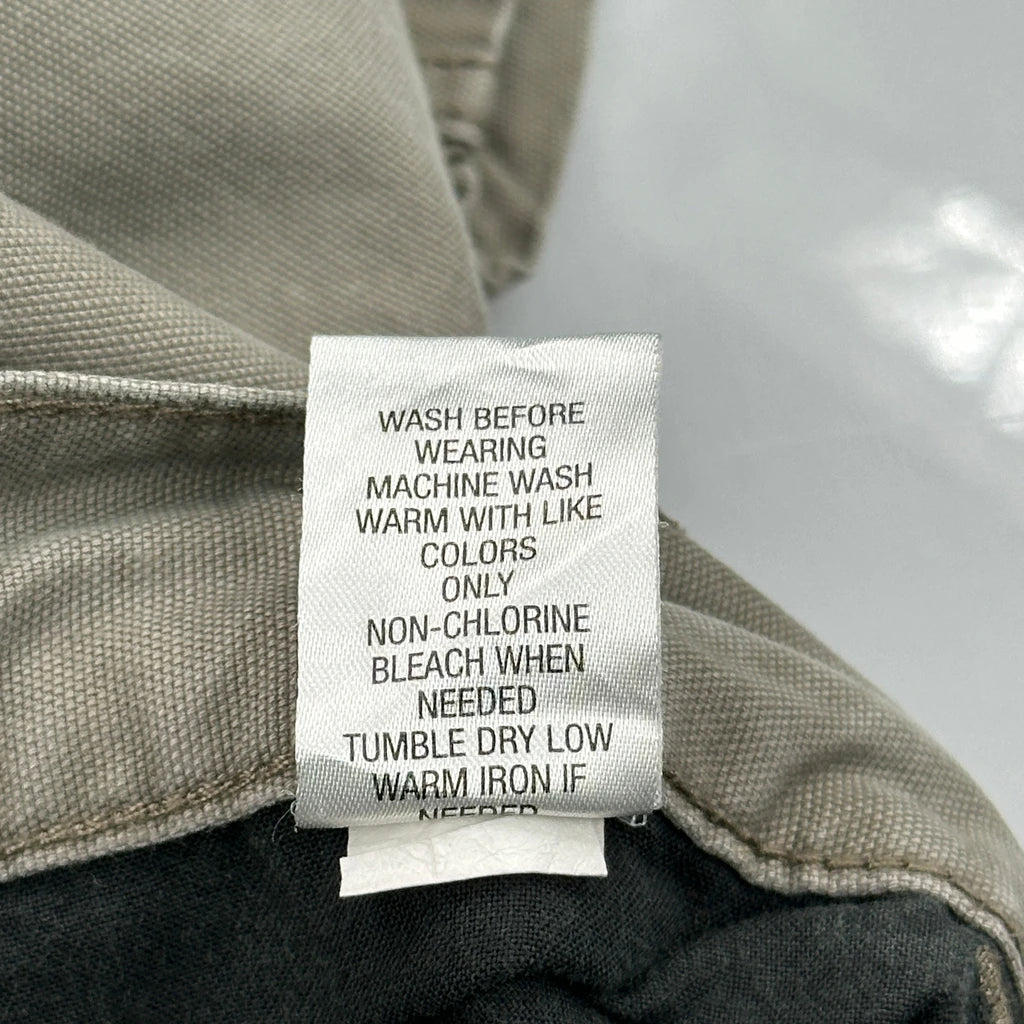 WASH BEFORE
WEARING
MACHINE WASH
WARM WITH LIKE
COLORS
ONLY
NON-CHLORINE
BLEACH WHEN
NEEDED
TUMBLE DRY LOW
WARM IRON IF
NEEDED